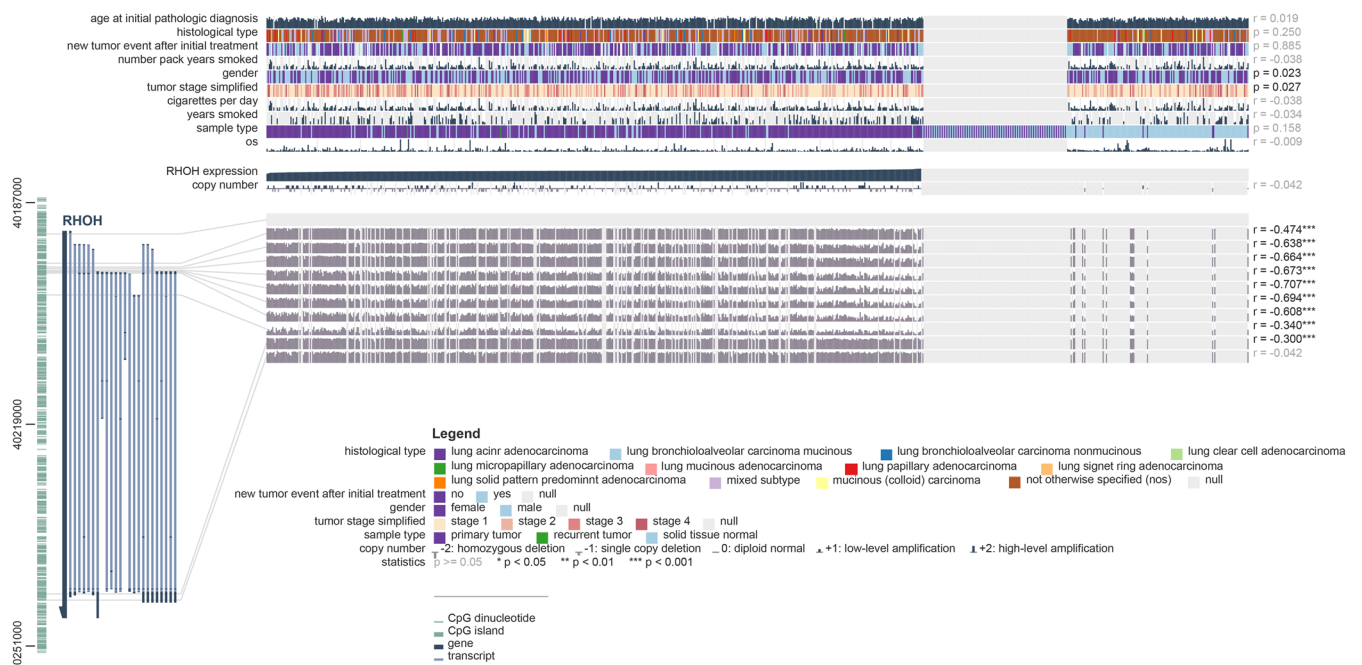 age at initial pathologic diagnosis r = 0.019
histological type p = 0.250
new tumor event after initial treatment p = 0.885
number pack years smoked r = -0.038
gender p = 0.023
tumor stage simplified p = 0.027
cigarettes per day r = -0.038
years smoked r = -0.034
sample type p = 0.158
os r = -0.009
RHOH expression
copy number r = -0.042
40187000
RHOH
r = -0.474***
r = -0.638***
r = -0.664***
r = -0.673***
r = -0.707***
r = -0.694***
r = -0.608***
r = -0.340***
r = -0.300***
r = -0.042
40219000
0251000
Legend
histological type lung acinr adenocarcinoma lung bronchioloalveolar carcinoma mucinous lung bronchioloalveolar carcinoma nonmucinous lung clear cell adenocarcinoma
lung micropapillary adenocarcinoma lung mucinous adenocarcinoma lung papillary adenocarcinoma lung signet ring adenocarcinoma
lung solid pattern predominnt adenocarcinoma mixed subtype mucinous (colloid) carcinoma not otherwise specified (nos) null
new tumor event after initial treatment no yes null
gender female male null
tumor stage simplified stage 1 stage 2 stage 3 stage 4 null
sample type primary tumor recurrent tumor solid tissue normal
copy number -2: homozygous deletion -1: single copy deletion 0: diploid normal +1: low-level amplification +2: high-level amplification
statistics p >= 0.05 * p < 0.05 ** p < 0.01 *** p < 0.001
CpG dinucleotide
CpG island
gene
transcript